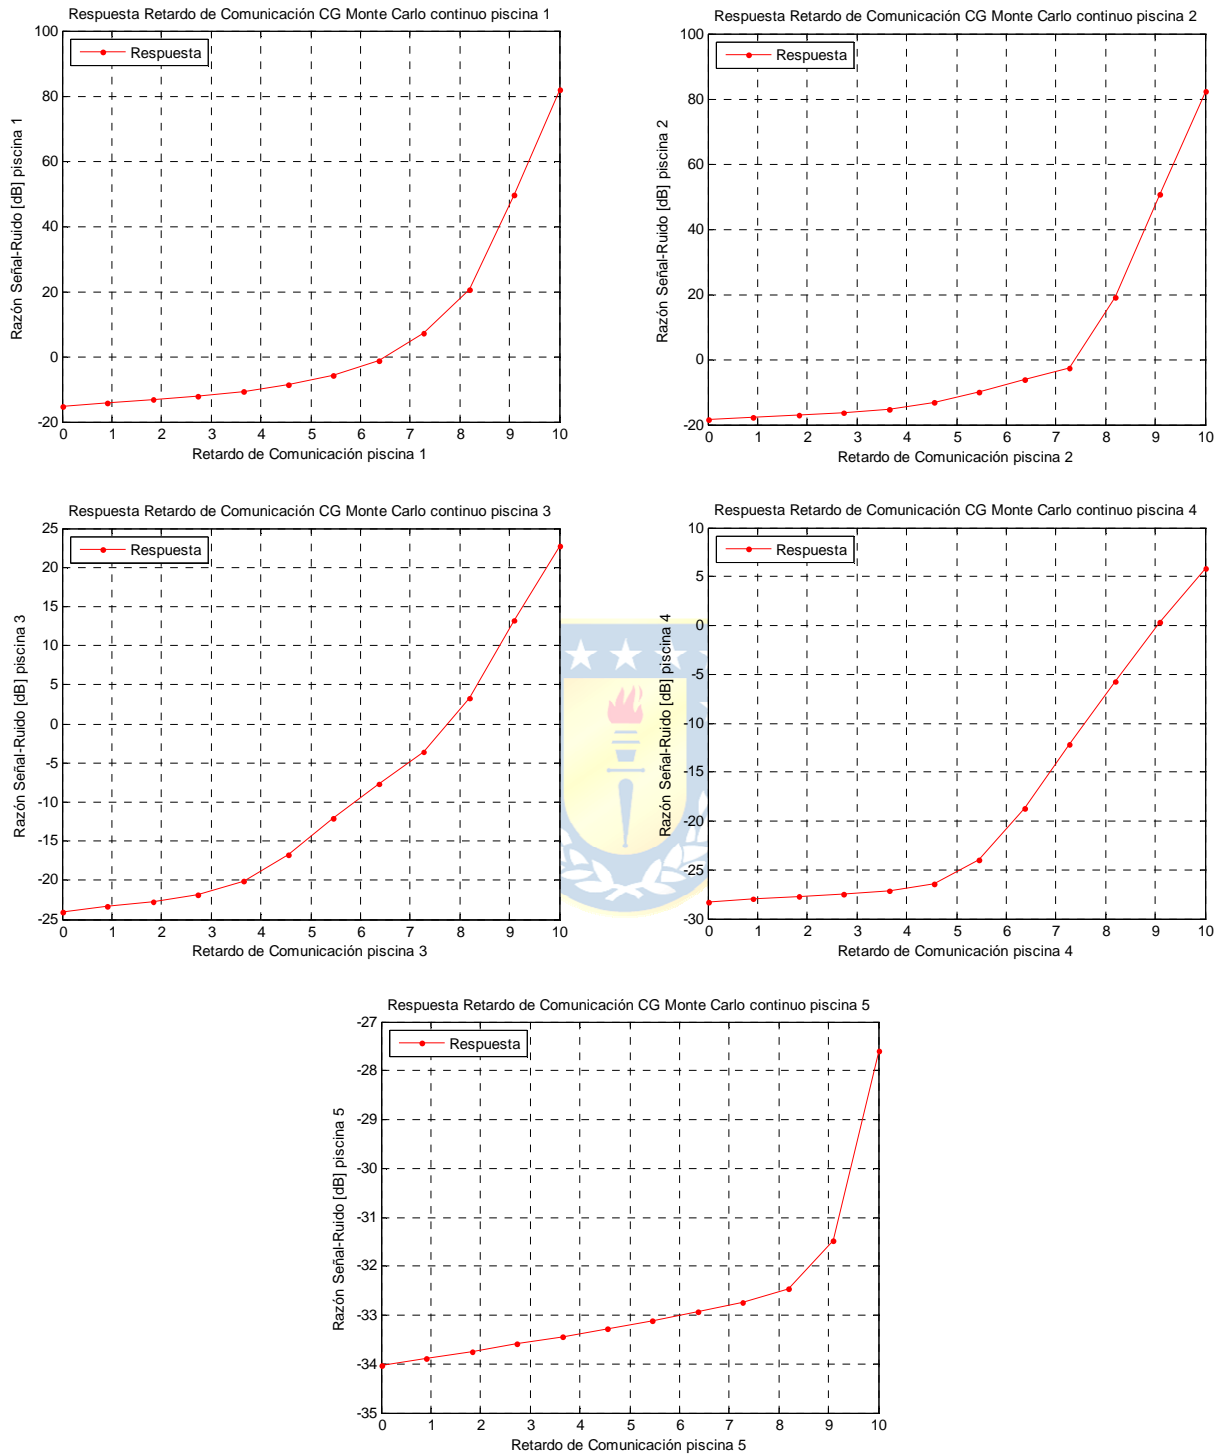 Respuesta Retardo de Comunicación CG Monte Carlo continuo piscina 1
Respuesta
Razón Señal-Ruido [dB] piscina 1
100
80
60
40
20
0
-20
0 1 2 3 4 5 6 7 8 9 10
Retardo de Comunicación piscina 1
Respuesta Retardo de Comunicación CG Monte Carlo continuo piscina 2
Respuesta
Razón Señal-Ruido [dB] piscina 2
100
80
60
40
20
0
-20
0 1 2 3 4 5 6 7 8 9 10
Retardo de Comunicación piscina 2
Respuesta Retardo de Comunicación CG Monte Carlo continuo piscina 3
Respuesta
Razón Señal-Ruido [dB] piscina 3
25
20
15
10
5
0
-5
-10
-15
-20
-25
0 1 2 3 4 5 6 7 8 9 10
Retardo de Comunicación piscina 3
Respuesta Retardo de Comunicación CG Monte Carlo continuo piscina 4
Respuesta
Razón Señal-Ruido [dB] piscina 4
10
5
0
-5
-10
-15
-20
-25
-30
0 1 2 3 4 5 6 7 8 9 10
Retardo de Comunicación piscina 4
Respuesta Retardo de Comunicación CG Monte Carlo continuo piscina 5
Respuesta
Razón Señal-Ruido [dB] piscina 5
-27
-28
-29
-30
-31
-32
-33
-34
-35
0 1 2 3 4 5 6 7 8 9 10
Retardo de Comunicación piscina 5